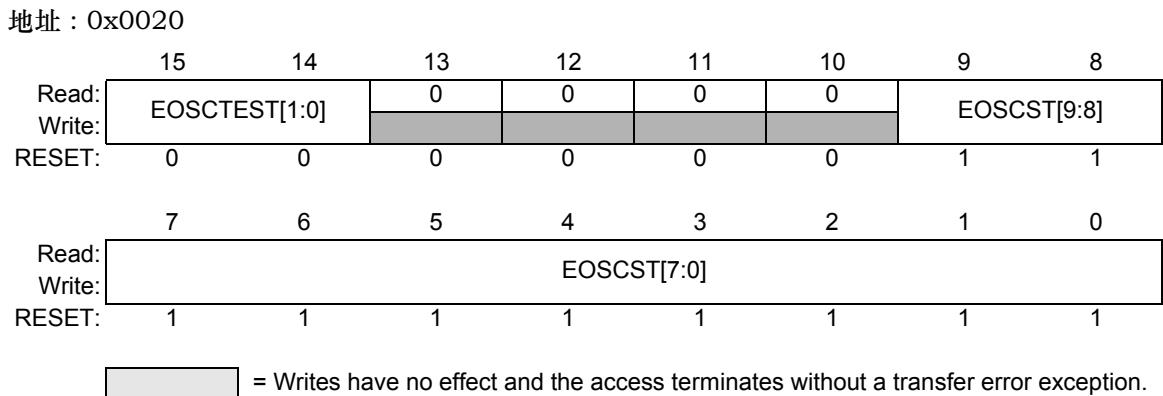 地址：0x0020
15 14 13 12 11 10 9 8
Read: EOSCTEST[1:0] 0 0 0 0 EOSCST[9:8]
Write:
RESET: 0 0 0 0 0 0 1 1
7 6 5 4 3 2 1 0
Read: EOSCST[7:0]
Write:
RESET: 1 1 1 1 1 1 1 1
= Writes have no effect and the access terminates without a transfer error exception.